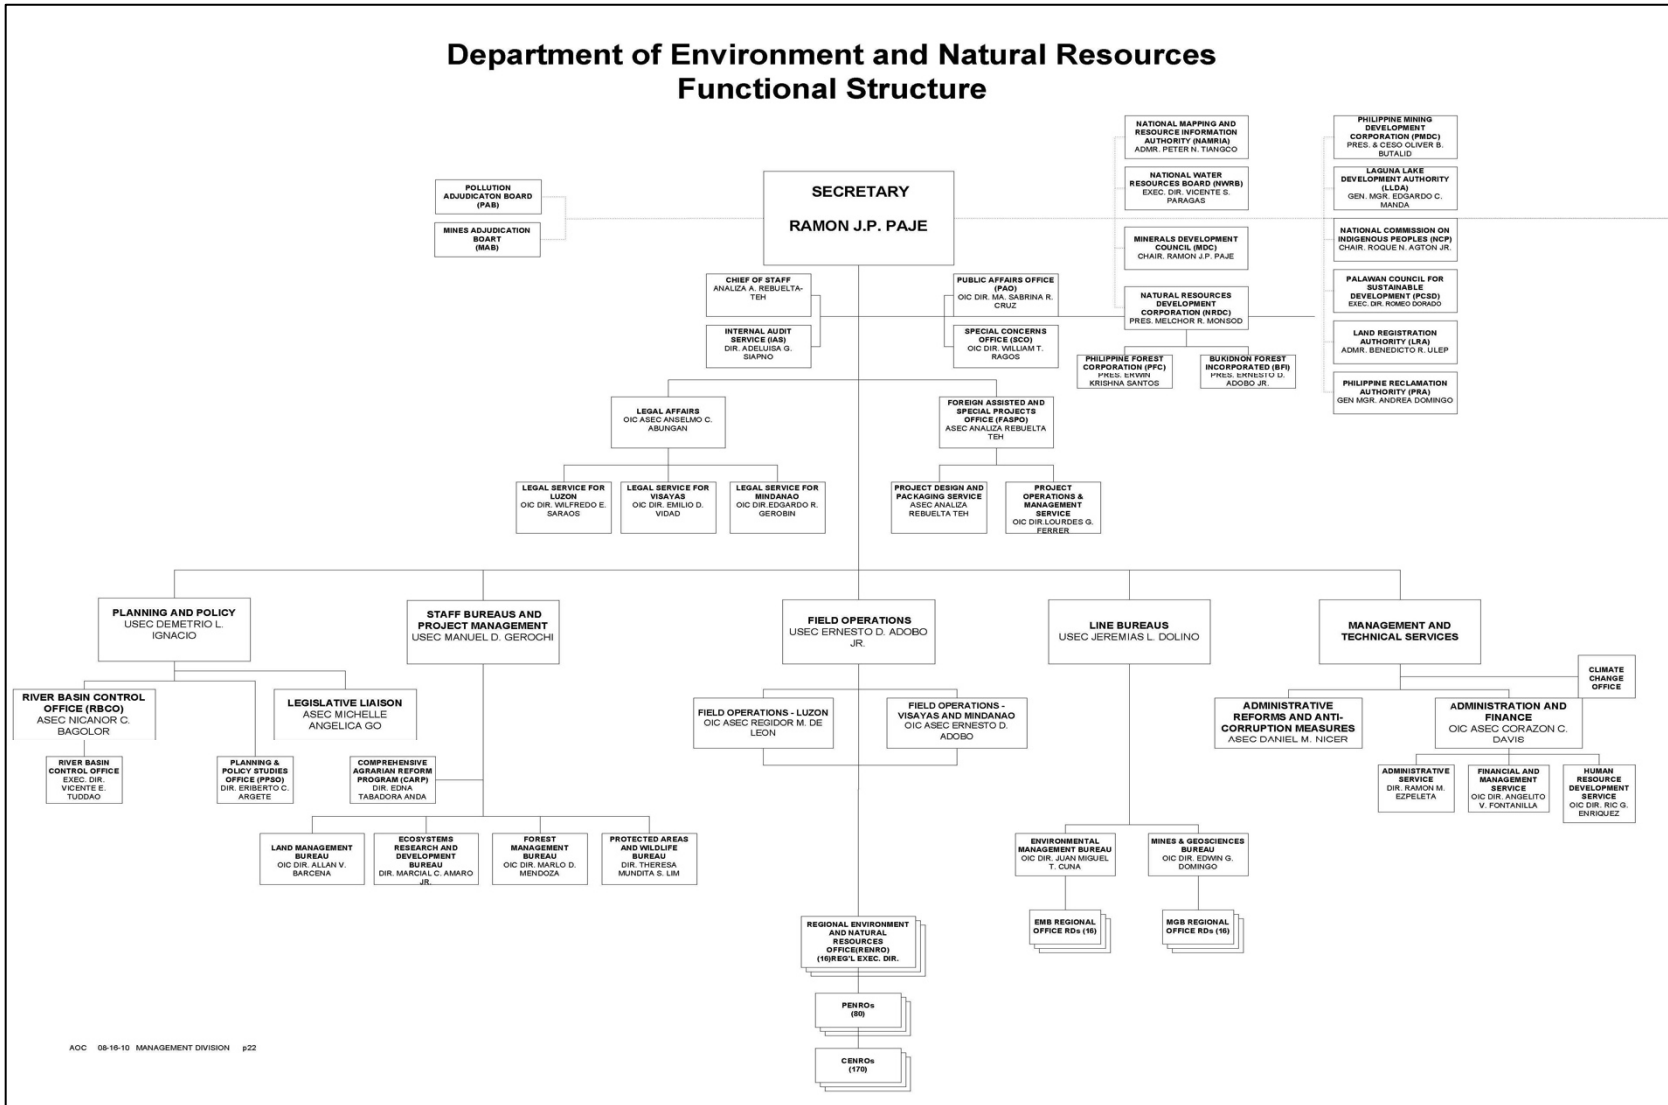 Department of Environment and Natural Resources
Functional Structure
NATIONAL MAPPING AND
RESOURCE INFORMATION
AUTHORITY (NAMRIA)
ADMR. PETER N. TIANGCO
PHILIPPINE MINING
DEVELOPMENT
CORPORATION (PMDC)
PRES. & CESO OLIVER B.
BUTALID
POLLUTION
ADJUDICATON BOARD
(PAB)
SECRETARY
RAMON J.P. PAJE
NATIONAL WATER
RESOURCES BOARD (NWRB)
EXEC. DIR. VICENTE S.
PARAGAS
LAGUNA LAKE
DEVELOPMENT AUTHORITY
(LLDA)
GEN. MGR. EDGARDO C.
MANDA
MINES ADJUDICATION
BOART
(MAB)
MINERALS DEVELOPMENT
COUNCIL (MDC)
CHAIR. RAMON J.P. PAJE
NATIONAL COMMISSION ON
INDIGENOUS PEOPLES (NCP)
CHAIR. ROQUE N. AGTON JR.
CHIEF OF STAFF
ANALIZA A. REBUELTA-
TEH
PUBLIC AFFAIRS OFFICE
(PAO)
OIC DIR. MA. SABRINA R.
CRUZ
NATURAL RESOURCES
DEVELOPMENT
CORPORATION (NRDC)
PRES. MELCHOR R. MONSOD
PALAWAN COUNCIL FOR
SUSTAINABLE
DEVELOPMENT (PCSD)
EXEC. DIR. ROMEO DORADO
INTERNAL AUDIT
SERVICE (IAS)
DIR. ADELUISA G.
SIAPNO
SPECIAL CONCERNS
OFFICE (SCO)
OIC DIR. WILLIAM T.
RAGOS
LAND REGISTRATION
AUTHORITY (LRA)
ADMR. BENEDICTO R. ULEP
PHILIPPINE FOREST
CORPORATION (PFC)
PRES. ERWIN
KRISHNA SANTOS
BUKIDNON FOREST
INCORPORATED (BFI)
PRES. ERNESTO D.
ADOBO JR.
PHILIPPINE RECLAMATION
AUTHORITY (PRA)
GEN MGR. ANDREA DOMINGO
LEGAL AFFAIRS
OIC ASEC ANSELMO C.
ABUNGAN
FOREIGN ASSISTED AND
SPECIAL PROJECTS
OFFICE (FASPO)
ASEC ANALIZA REBUELTA
TEH
LEGAL SERVICE FOR
LUZON
OIC DIR. WILFREDO E.
SARAOS
LEGAL SERVICE FOR
VISAYAS
OIC DIR. EMILIO D.
VIDAD
LEGAL SERVICE FOR
MINDANAO
OIC DIR.EDGARDO R.
GEROBIN
PROJECT DESIGN AND
PACKAGING SERVICE
ASEC ANALIZA
REBUELTA TEH
PROJECT
OPERATIONS &
MANAGEMENT
SERVICE
OIC DIR.LOURDES G.
FERRER
PLANNING AND POLICY
USEC DEMETRIO L.
IGNACIO
STAFF BUREAUS AND
PROJECT MANAGEMENT
USEC MANUEL D. GEROCHI
FIELD OPERATIONS
USEC ERNESTO D. ADOBO
JR.
LINE BUREAUS
USEC JEREMIAS L. DOLINO
MANAGEMENT AND
TECHNICAL SERVICES
CLIMATE
CHANGE
OFFICE
RIVER BASIN CONTROL
OFFICE (RBCO)
ASEC NICANOR C.
BAGOLOR
LEGISLATIVE LIAISON
ASEC MICHELLE
ANGELICA GO
FIELD OPERATIONS - LUZON
OIC ASEC REGIDOR M. DE
LEON
FIELD OPERATIONS -
VISAYAS AND MINDANAO
OIC ASEC ERNESTO D.
ADOBO
ADMINISTRATIVE
REFORMS AND ANTI-
CORRUPTION MEASURES
ASEC DANIEL M. NICER
ADMINISTRATION AND
FINANCE
OIC ASEC CORAZON C.
DAVIS
RIVER BASIN
CONTROL OFFICE
EXEC. DIR.
VICENTE E.
TUDDAO
PLANNING &
POLICY STUDIES
OFFICE (PPSO)
DIR. ERIBERTO C.
ARGETE
COMPREHENSIVE
AGRARIAN REFORM
PROGRAM (CARP)
DIR. EDNA
TABADORA ANDA
ADMINISTRATIVE
SERVICE
DIR. RAMON M.
EZPELETA
FINANCIAL AND
MANAGEMENT
SERVICE
OIC DIR. ANGELITO
V. FONTANILLA
HUMAN
RESOURCE
DEVELOPMENT
SERVICE
OIC DIR. RIC G.
ENRIQUEZ
LAND MANAGEMENT
BUREAU
OIC DIR. ALLAN V.
BARCENA
ECOSYSTEMS
RESEARCH AND
DEVELOPMENT
BUREAU
DIR. MARCIAL C. AMARO
JR.
FOREST
MANAGEMENT
BUREAU
OIC DIR. MARLO D.
MENDOZA
PROTECTED AREAS
AND WILDLIFE
BUREAU
DIR. THERESA
MUNDITA S. LIM
ENVIRONMENTAL
MANAGEMENT BUREAU
OIC DIR. JUAN MIGUEL
T. CUNA
MINES & GEOSCIENCES
BUREAU
OIC DIR. EDWIN G.
DOMINGO
REGIONAL ENVIRONMENT
AND NATURAL
RESOURCES
OFFICE(RENRO)
(16)REG'L EXEC. DIR.
EMB REGIONAL
OFFICE RDs (16)
MGB REGIONAL
OFFICE RDs (16)
PENROs
(80)
CENROs
(170)
AOC 08-16-10 MANAGEMENT DIVISION p22